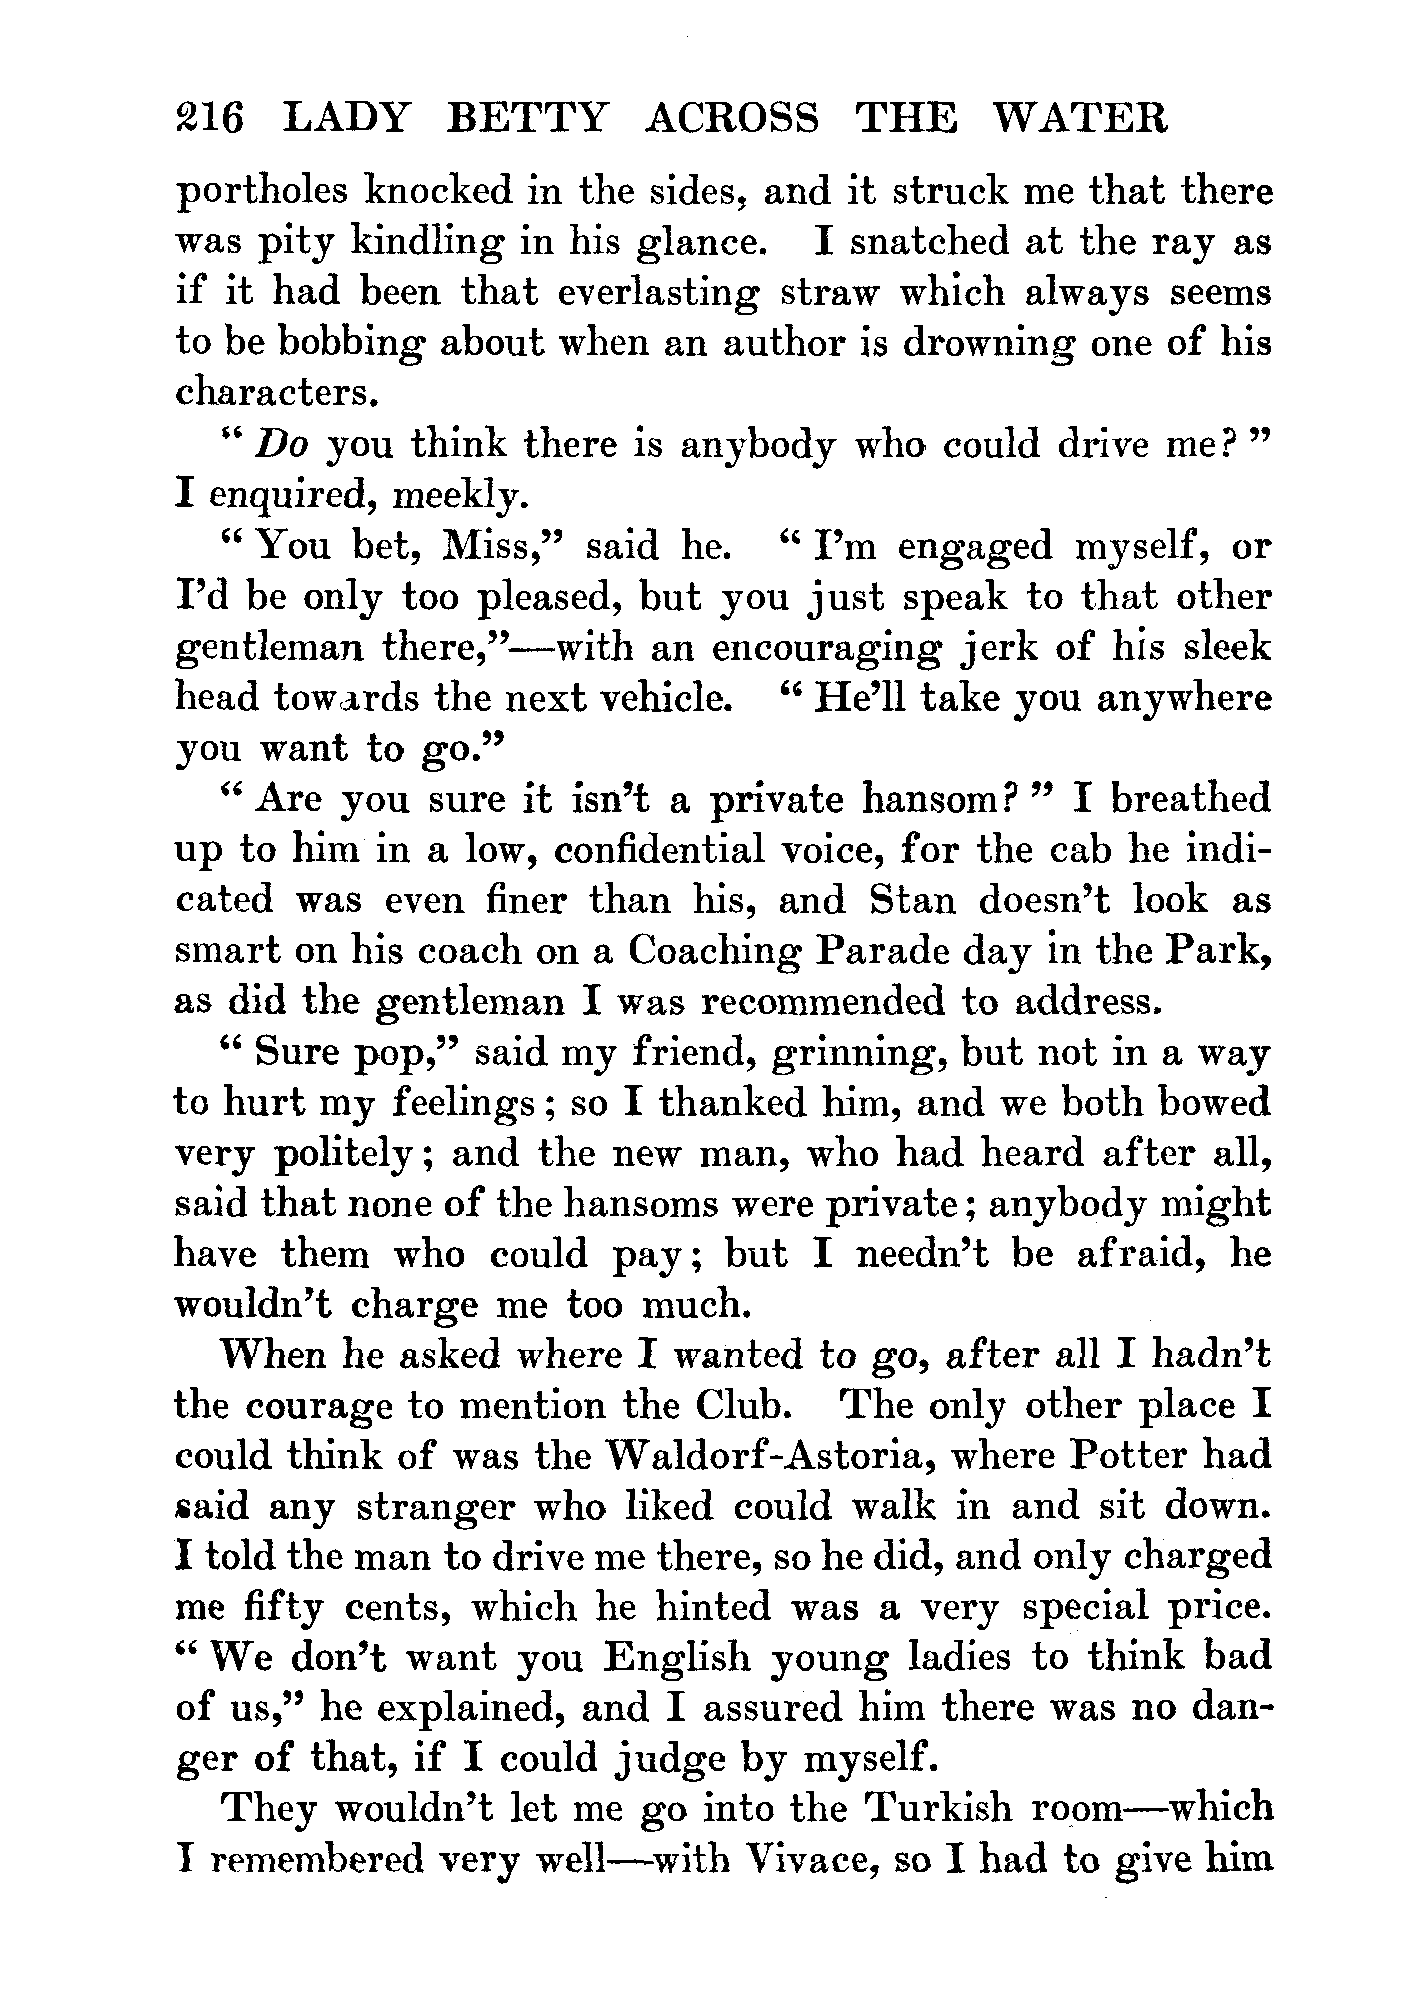 216 LADY BETTY ACROSS THE WATER
portholes knocked in the sides, and it struck me that there
was pity kindling in his glance. I snatched at the ray as
if it had been that everlasting straw which always seems
to be bobbing about when an author is drowning one of his
characters.
“ Do you think there is anybody who could drive me? ”
I enquired, meekly.
“ You bet, Miss,” said he. “ I’m engaged myself, or
I’d be only too pleased, but you just speak to that other
gentleman there,”—with an encouraging jerk of his sleek
head towards the next vehicle. “ He’ll take you anywhere
you want to go.”
“ Are you sure it isn’t a private hansom? ” I breathed
up to him in a low, confidential voice, for the cab he indi-
cated was even finer than his, and Stan doesn’t look as
smart on his coach on a Coaching Parade day in the Park,
as did the gentleman I was recommended to address.
“ Sure pop,” said my friend, grinning, but not in a way
to hurt my feelings ; so I thanked him, and we both bowed
very politely ; and the new man, who had heard after all,
said that none of the hansoms were private ; anybody might
have them who could pay ; but I needn’t be afraid, he
wouldn’t charge me too much.
When he asked where I wanted to go, after all I hadn’t
the courage to mention the Club. The only other place I
could think of was the Waldorf-Astoria, where Potter had
said any stranger who liked could walk in and sit down.
I told the man to drive me there, so he did, and only charged
me fifty cents, which he hinted was a very special price.
“ We don’t want you English young ladies to think bad
of us,” he explained, and I assured him there was no dan-
ger of that, if I could judge by myself.
They wouldn’t let me go into the Turkish room—which
I remembered very well—with Vivace, so I had to give him